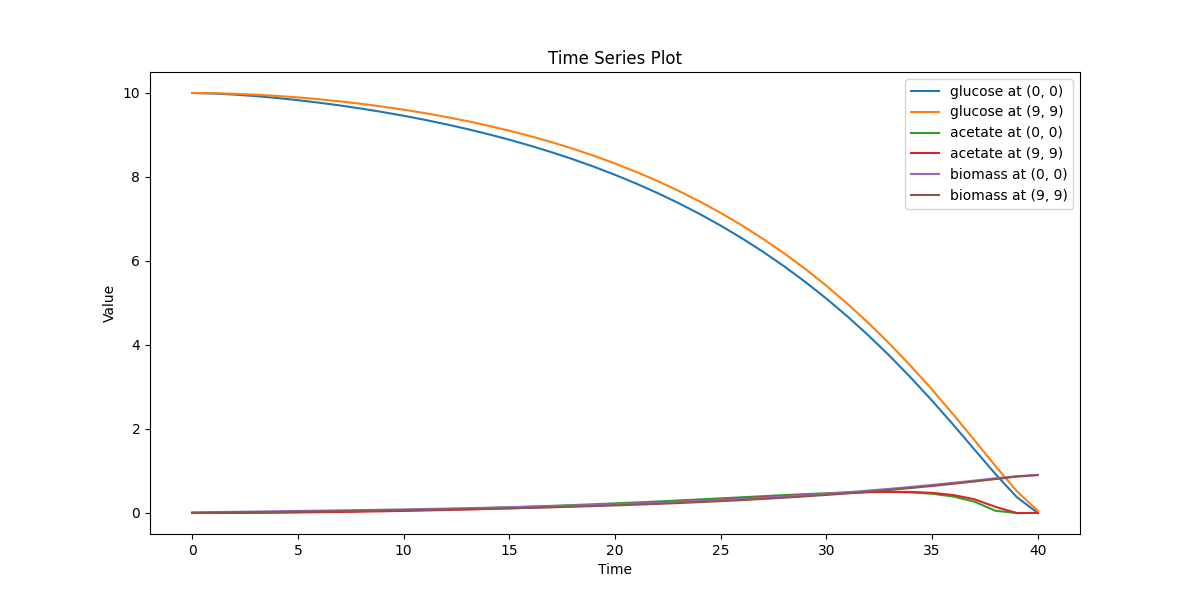 Time Series Plot
glucose at (0, 0)
glucose at (9, 9)
acetate at (0, 0)
acetate at (9, 9)
biomass at (0, 0)
biomass at (9, 9)
Value
10
8
6
4
2
0
0 5 10 15 20 25 30 35 40
Time